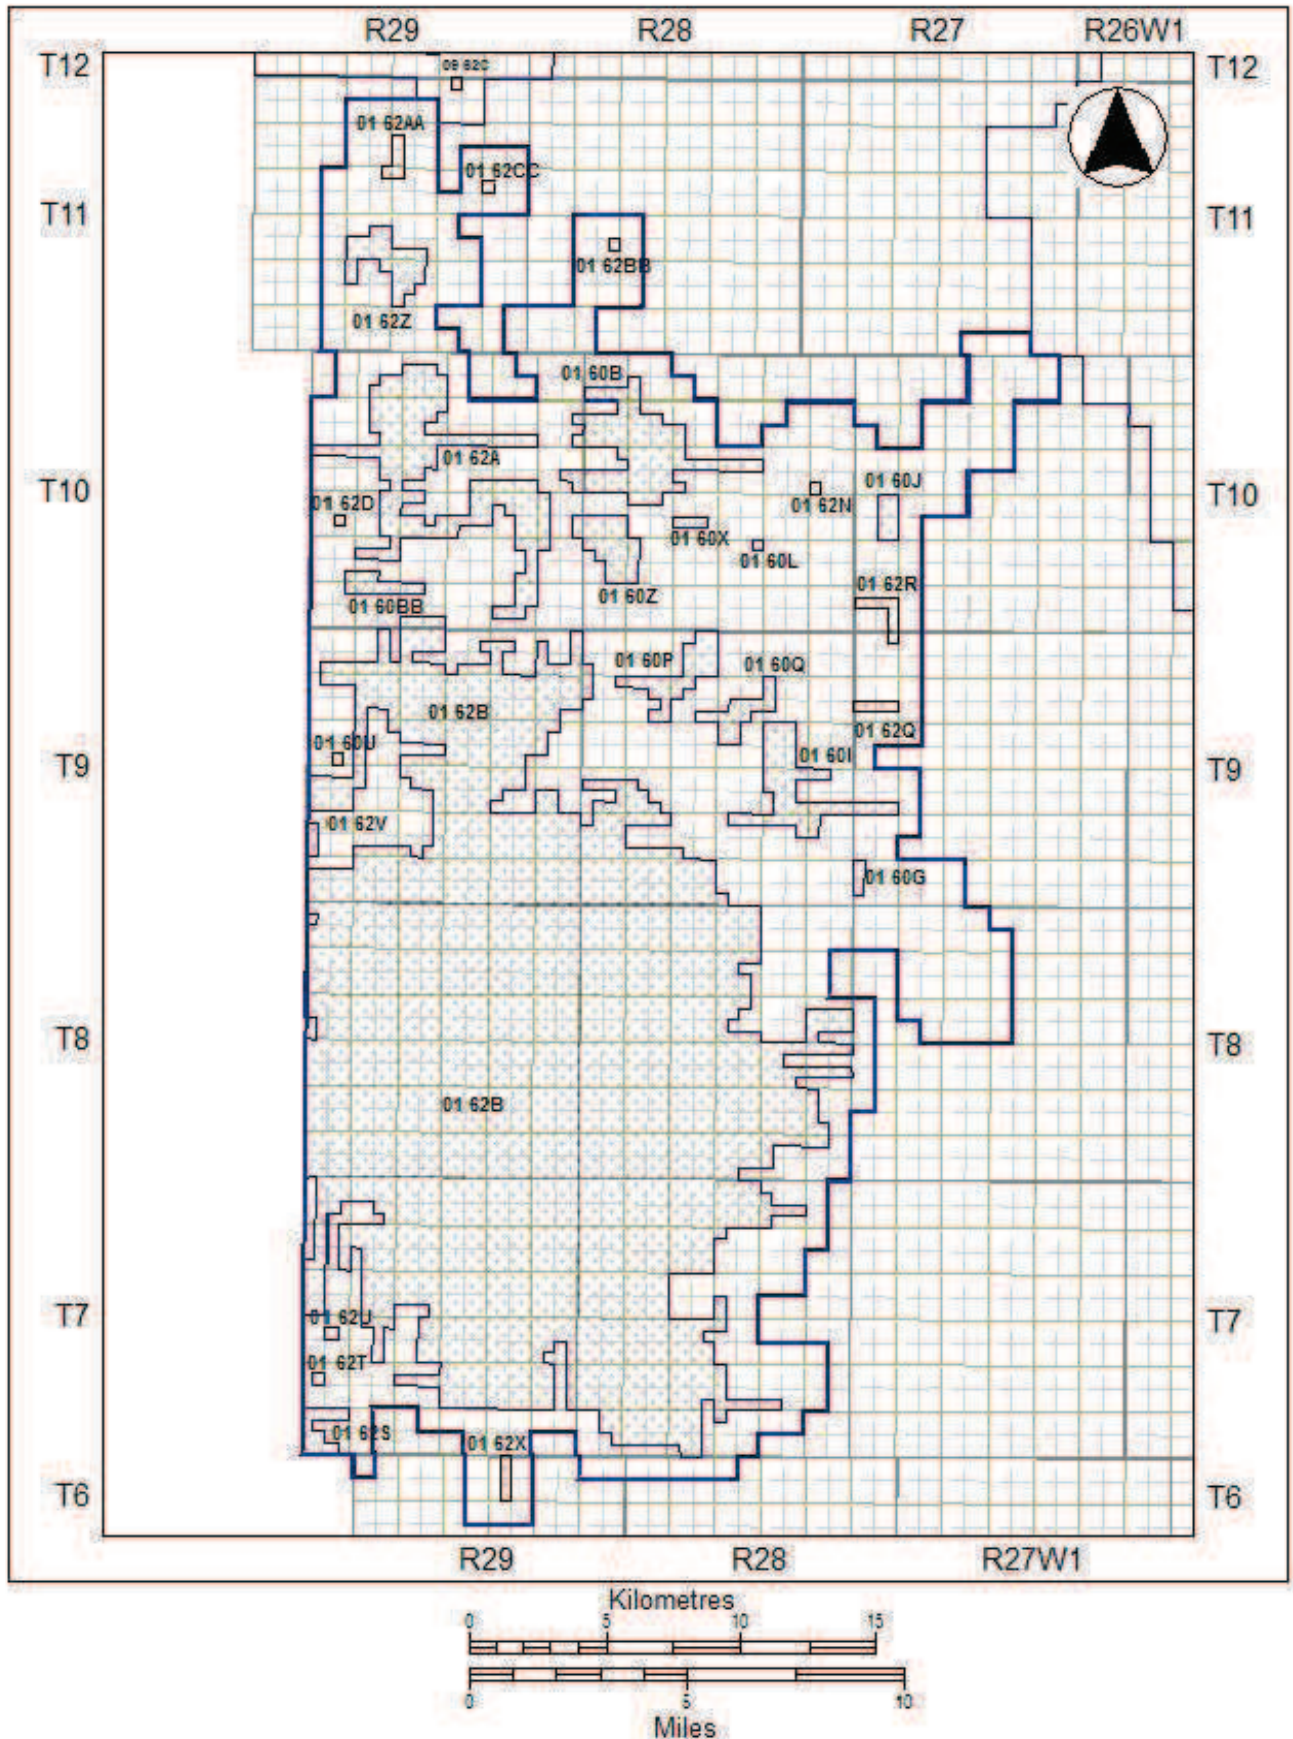 R29 R28 R27 R26W1
T12 T12
09 62C
01 62AA
01 62CC
T11 T11
01 62BB
01 62Z
01 60B
01 62A
01 60J
T10 T10
01 62D 01 62N
01 60X
01 60L
01 62R
01 60BB 01 60Z
01 60P 01 60Q
01 62B
01 60U 01 62Q
01 60I
T9 T9
01 62V
01 60G
T8 T8
01 62B
T7 T7
01 62U
01 62T
01 62S 01 62X
T6 T6
R29 R28 R27W1
Kilometres
0 5 10 15
0 5 10
Miles